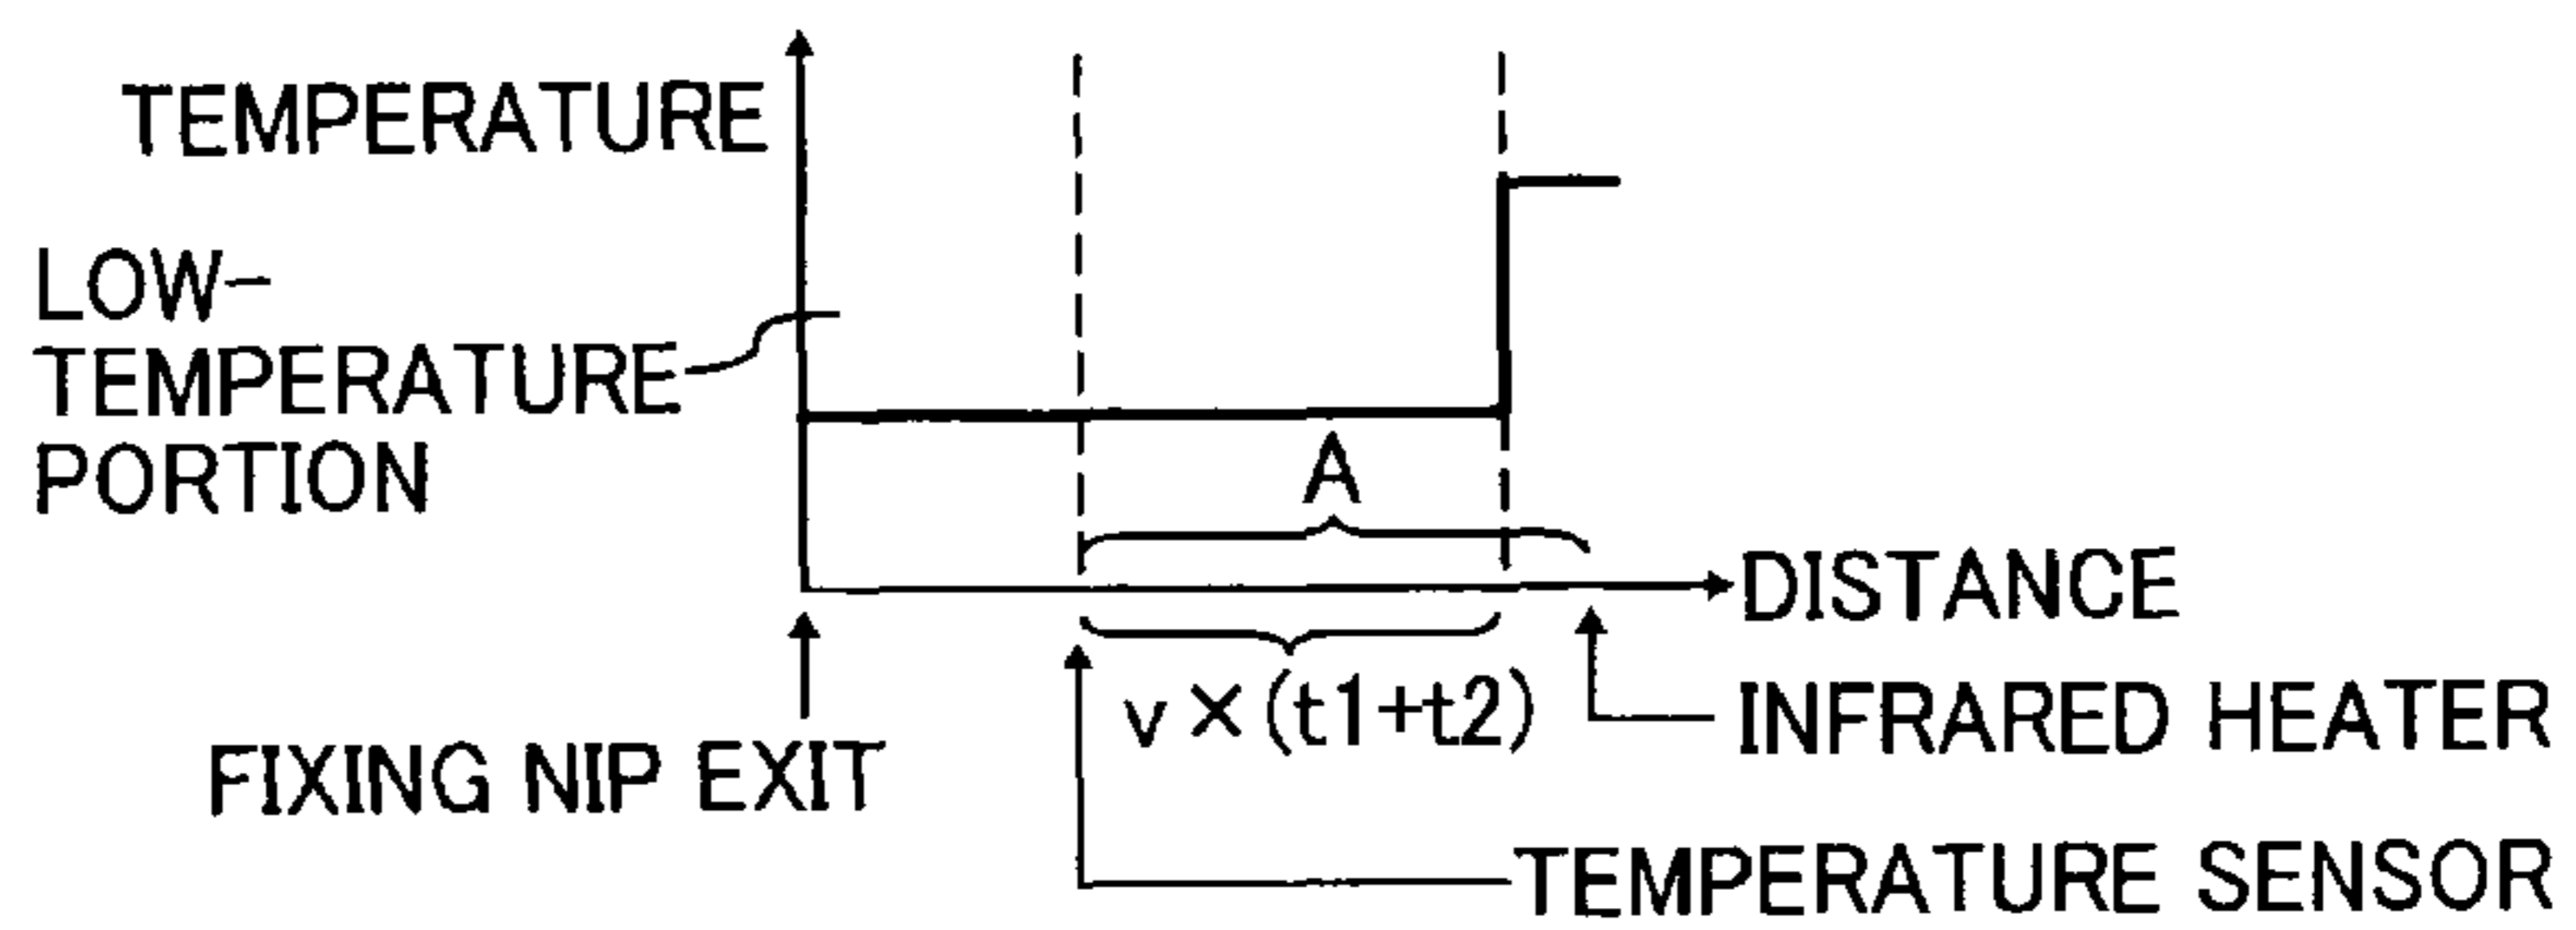 TEMPERATURE
LOW-
TEMPERATURE
PORTION
A
DISTANCE
v×(t1+t2)
INFRARED HEATER
FIXING NIP EXIT
TEMPERATURE SENSOR